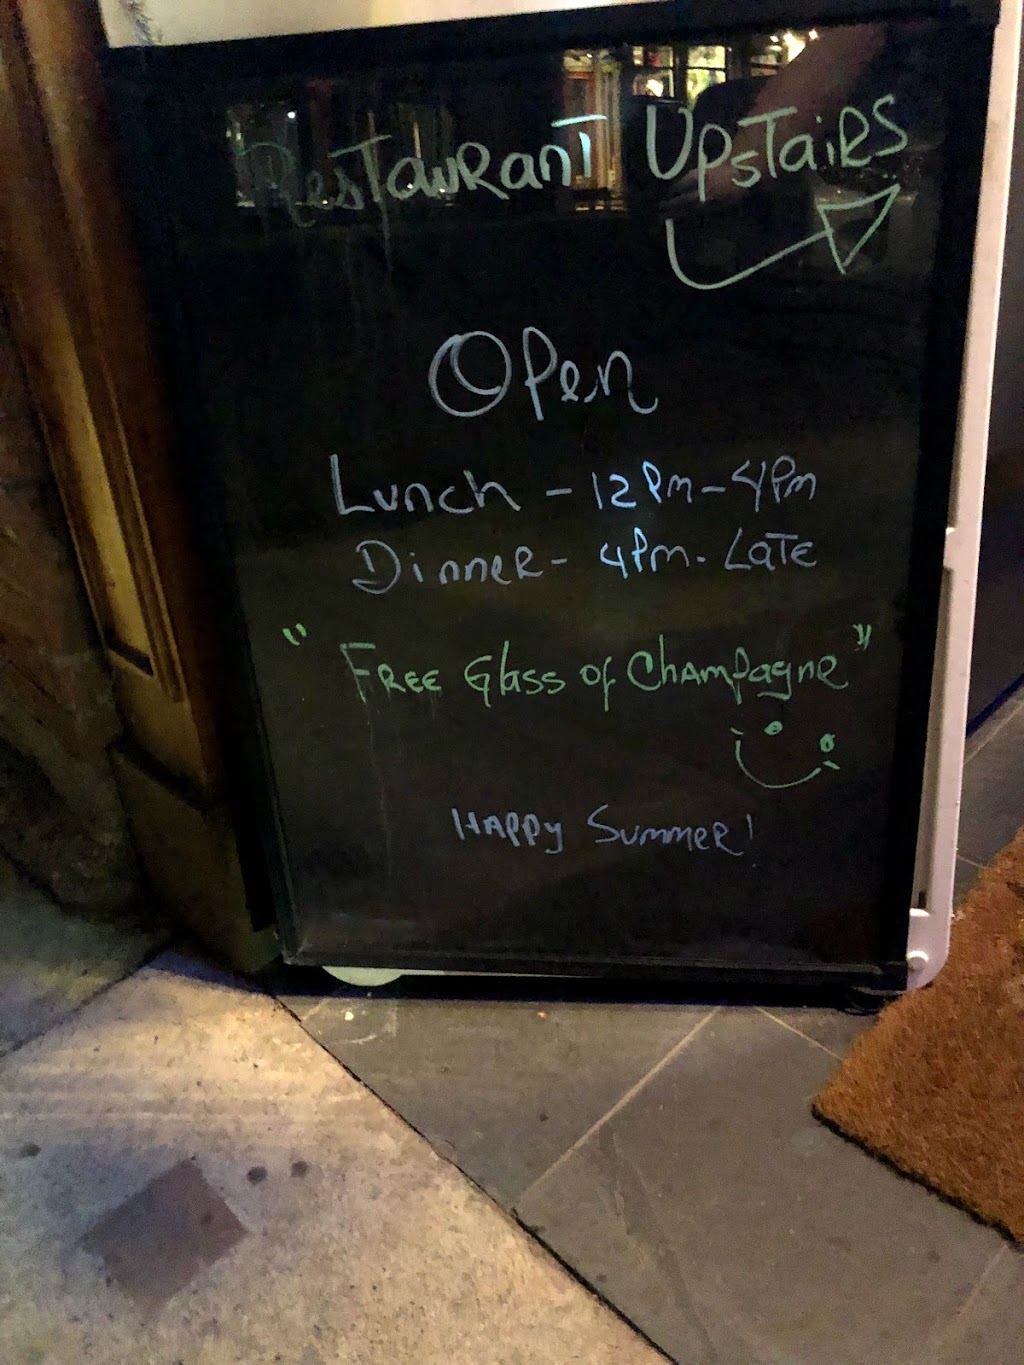 Restaurant Upstairs
Open
Lunch - 12pm - 4pm
Dinner - 4pm - Late
"Free Glass of Champagne"
Happy Summer!